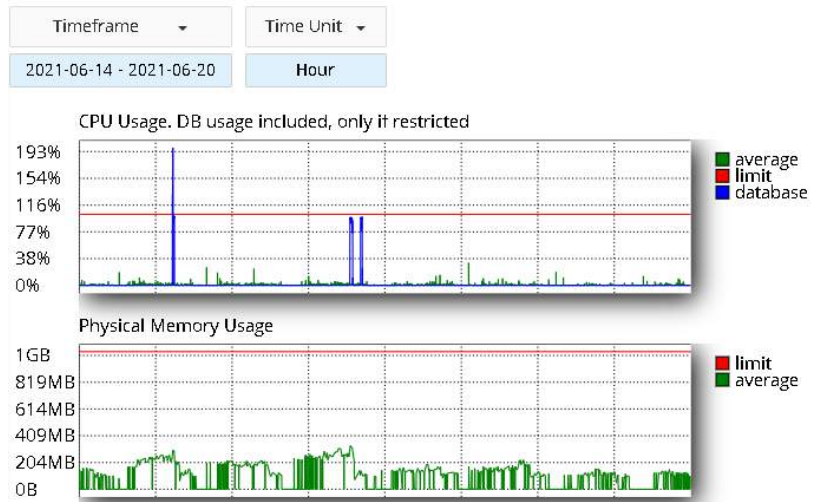 Timeframe
Time Unit
2021-06-14 - 2021-06-20
Hour
CPU Usage. DB usage included, only if restricted
193%
154%
116%
77%
38%
0%
average
limit
database
Physical Memory Usage
1GB
819MB
614MB
409MB
204MB
0B
limit
average